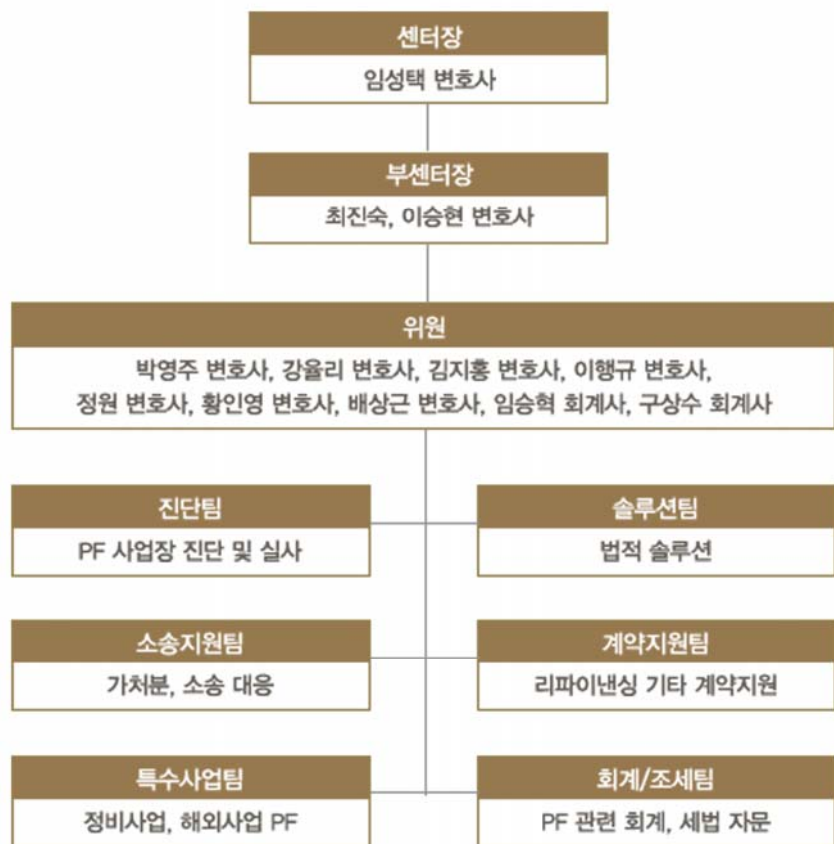 센터장
임성택 변호사
부센터장
최진숙, 이승현 변호사
위원
박영주 변호사, 강율리 변호사, 김지홍 변호사, 이행규 변호사,
정원 변호사, 황인영 변호사, 배상근 변호사, 임승혁 회계사, 구상수 회계사
진단팀
PF 사업장 진단 및 실사
솔루션팀
법적 솔루션
소송지원팀
가처분, 소송 대응
계약지원팀
리파이낸싱 기타 계약지원
특수사업팀
정비사업, 해외사업 PF
회계/조세팀
PF 관련 회계, 세법 자문